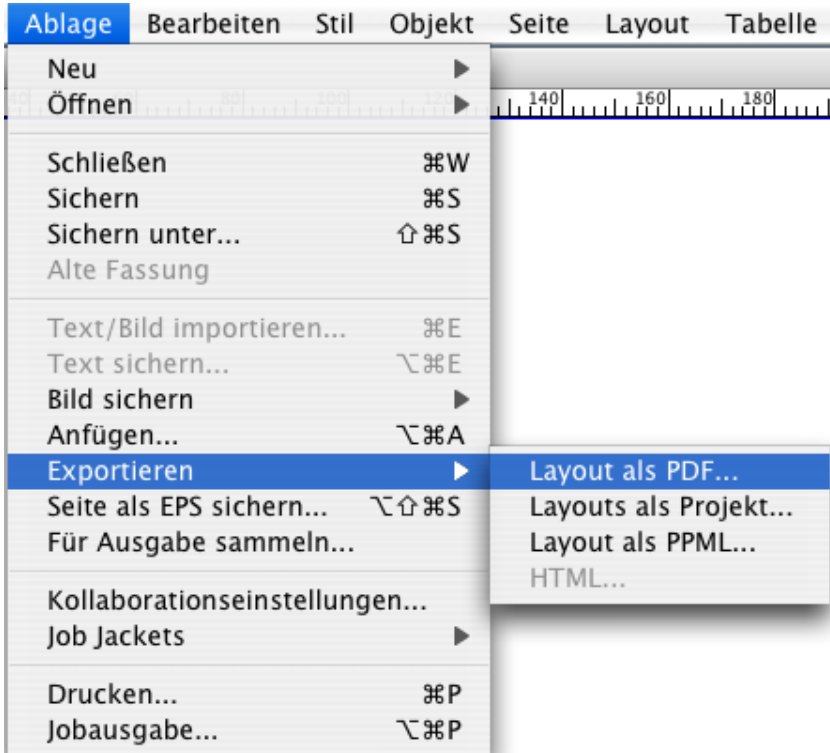 Ablage Bearbeiten Stil Objekt Seite Layout Tabelle
Neu
Öffnen
140 160 180
Schließen ⌘W
Sichern ⌘S
Sichern unter... ⇧⌘S
Alte Fassung
Text/Bild importieren... ⌘E
Text sichern... ⌥⌘E
Bild sichern
Anfügen... ⌥⌘A
Exportieren
Layout als PDF...
Seite als EPS sichern... ⌥⇧⌘S
Layouts als Projekt...
Für Ausgabe sammeln...
Layout als PPML...
HTML...
Kollaborationseinstellungen...
Job Jackets
Drucken... ⌘P
Jobausgabe... ⌥⌘P